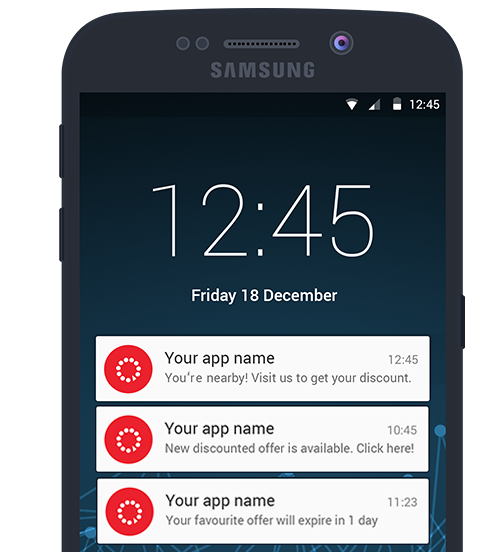 SAMSUNG
12:45
12:45
Friday 18 December
Your app name 12:45
You're nearby! Visit us to get your discount.
Your app name 10:45
New discounted offer is available. Click here!
Your app name 11:23
Your favourite offer will expire in 1 day